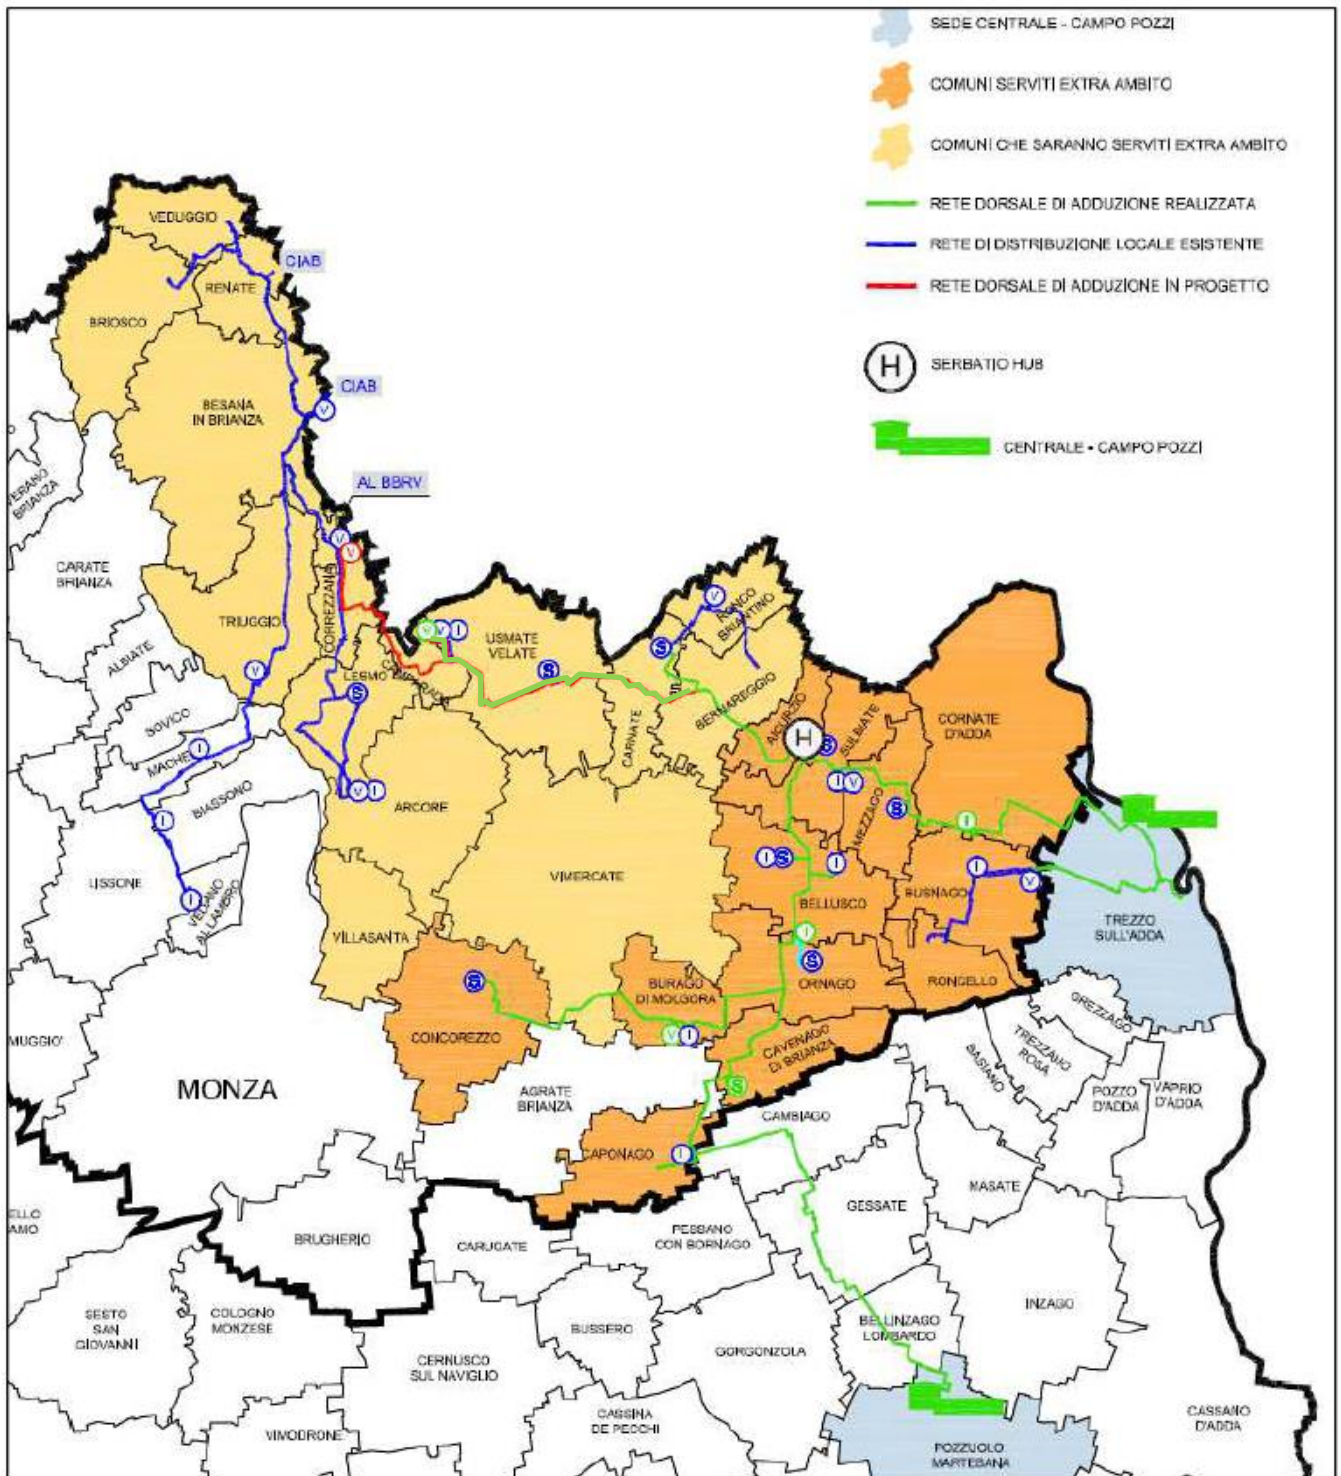 SEDE CENTRALE - CAMPO POZZI
COMUNI SERVITI EXTRA AMBITO
COMUNI CHE SARANNO SERVITI EXTRA AMBITO
RETE DORSALE DI ADDUZIONE REALIZZATA
RETE DI DISTRIBUZIONE LOCALE ESISTENTE
RETE DORSALE DI ADDUZIONE IN PROGETTO
H
SERBATIO HUB
CENTRALE - CAMPO POZZI
VEDUGGIO
CIAB
RENATE
BRIOSCO
CIAB
V
BESANA
IN BRIANZA
AL BBRV
VERANO
BRIANZA
V
V
CARATE
BRIANZA
CORREZZANA
TRIUGGIO
ALBIATE
V
V
V
I
USMATE
VELATE
S
V
RONCO
BRIANTINO
S
LESMO
S
BERNAREGGIO
CARNATE
AICURZIO
SULBIATE
CORNATE
D'ADDA
SOVICO
I
H
S
I
V
V
I
ARCORE
BIASSONO
I
MEZZAGO
S
I
LISSONE
VIMERCATE
I
S
I
BELLUSCO
I
BUSNAGO
V
I
VEDANO
AL LAMBRO
TREZZO
SULL'ADDA
VILLASANTA
I
S
S
BURAGO
DI MOLGORA
ORNAGO
RONCELLO
GREZZAGO
MUGGIO'
CONCOREZZO
V
I
CAVENAGO
DI BRIANZA
BASIANO
TREZZANO
ROSA
MONZA
AGRATE
BRIANZA
S
CAMBIAGO
POZZO
D'ADDA
VAPRIO
D'ADDA
CAPONAGO
I
MASATE
GESSATE
ELLO
AMO
BRUGHERIO
CARUGATE
PESSANO
CON BORNAGO
SESTO
SAN
GIOVANNI
COLOGNO
MONZESE
BUSSERO
BELLINZAGO
LOMBARDO
INZAGO
CERNUSCO
SUL NAVIGLIO
GORGONZOLA
VIMODRONE
CASSINA
DE PECCHI
CASSANO
D'ADDA
POZZUOLO
MARTESANA